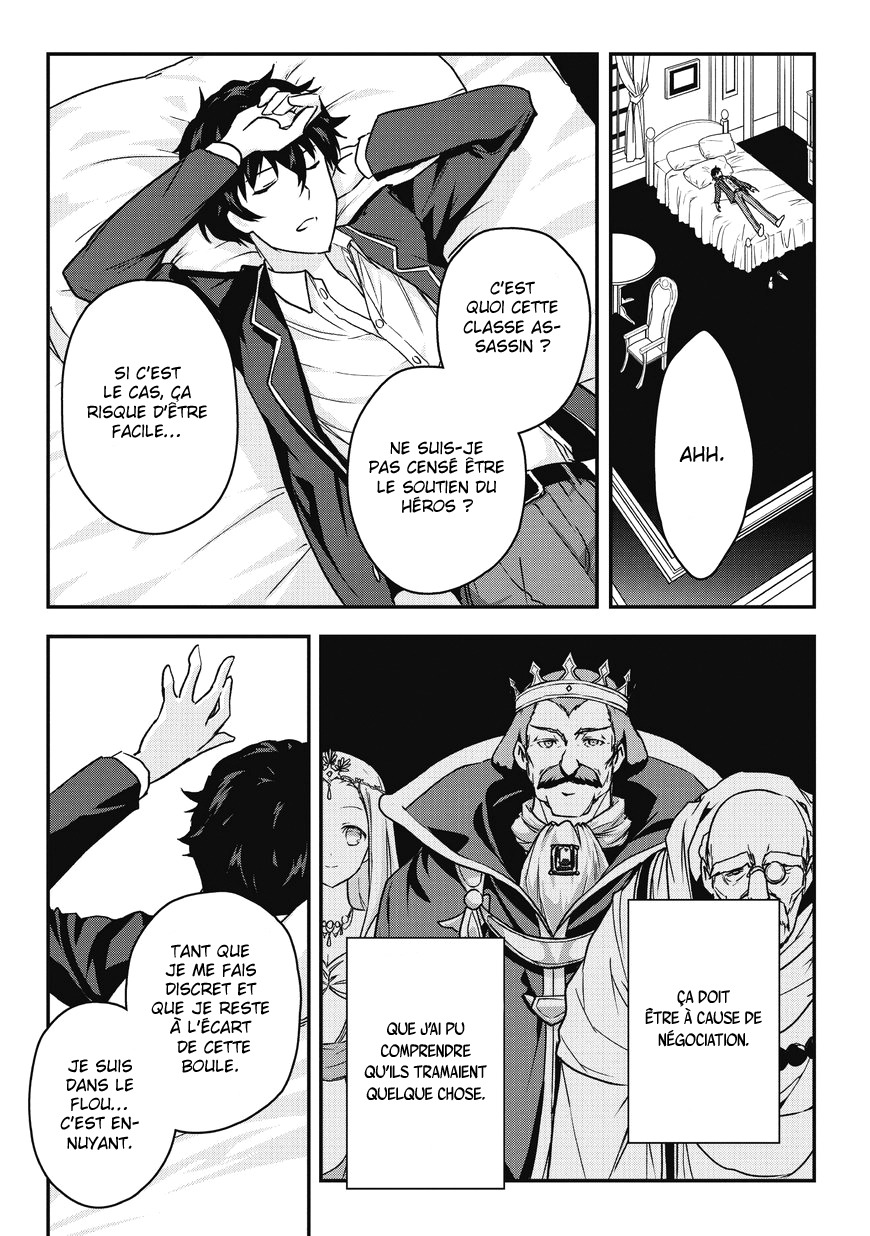 AHH.
C'EST
QUOI CETTE
CLASSE AS-
SASSIN ?
NE SUIS-JE
PAS CENSÉ ÊTRE
LE SOUTIEN DU
HÉROS ?
SI C'EST
LE CAS, ÇA
RISQUE D'ÊTRE
FACILE...
ÇA DOIT
ÊTRE À CAUSE DE
NÉGOCIATION.
QUE J'AI PU
COMPRENDRE
QU'ILS TRAMAIENT
QUELQUE CHOSE.
TANT QUE
JE ME FAIS
DISCRET ET
QUE JE RESTE
À L'ÉCART
DE CETTE
BOULE.
JE SUIS
DANS LE
FLOU...
C'EST EN-
NUYANT.